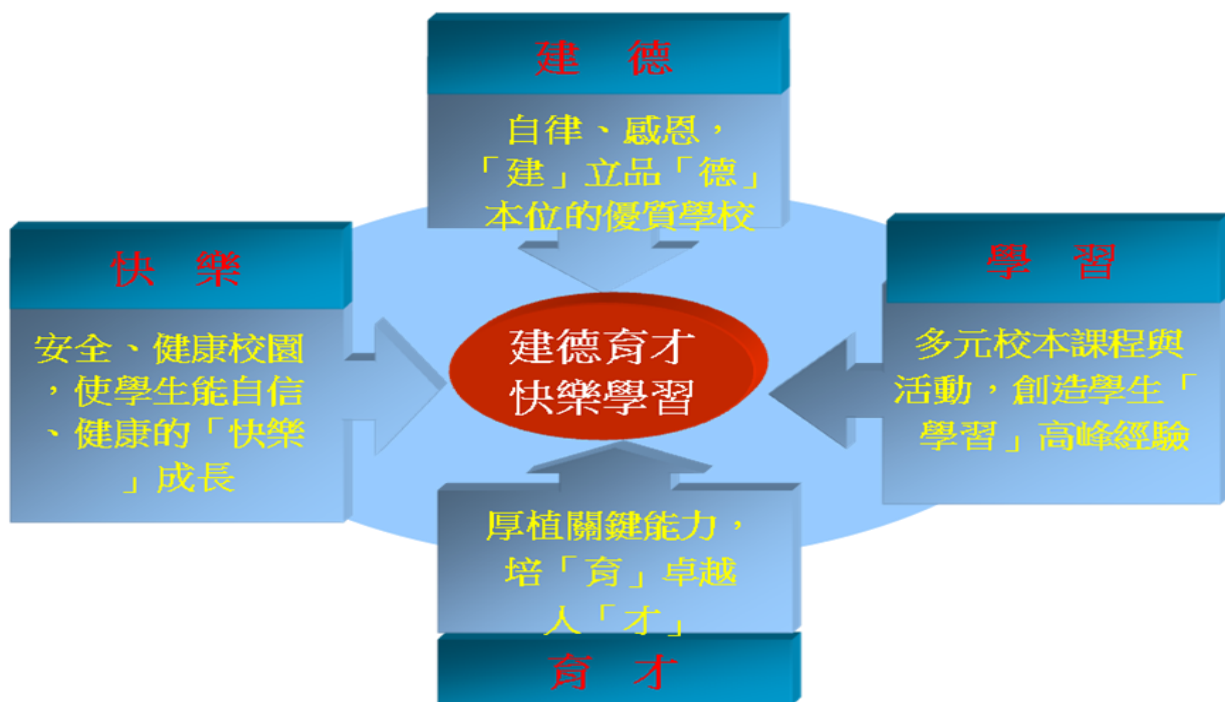 建 德
自律、感恩，
「建」立品「德」
本位的優質學校
快 樂
安全、健康校園
，使學生能自信
、健康的「快樂
」成長
建德育才
快樂學習
學 習
多元校本課程與
活動，創造學生「
學習」高峰經驗
厚植關鍵能力，
培「育」卓越
人「才」
育 才